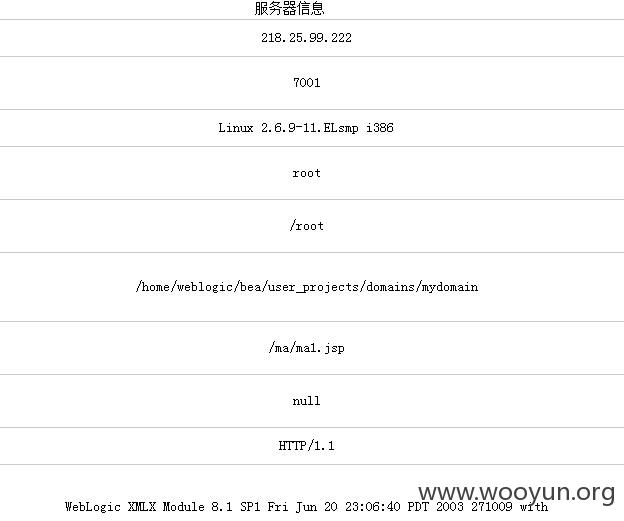 服务器信息
218.25.99.222
7001
Linux 2.6.9-11.ELsmp i386
root
/root
/home/weblogic/bea/user_projects/domains/mydomain
/ma/ma1.jsp
null
HTTP/1.1
www.wooyun.org
WebLogic XMLX Module 8.1 SP1 Fri Jun 20 23:06:40 PDT 2003 271009 with